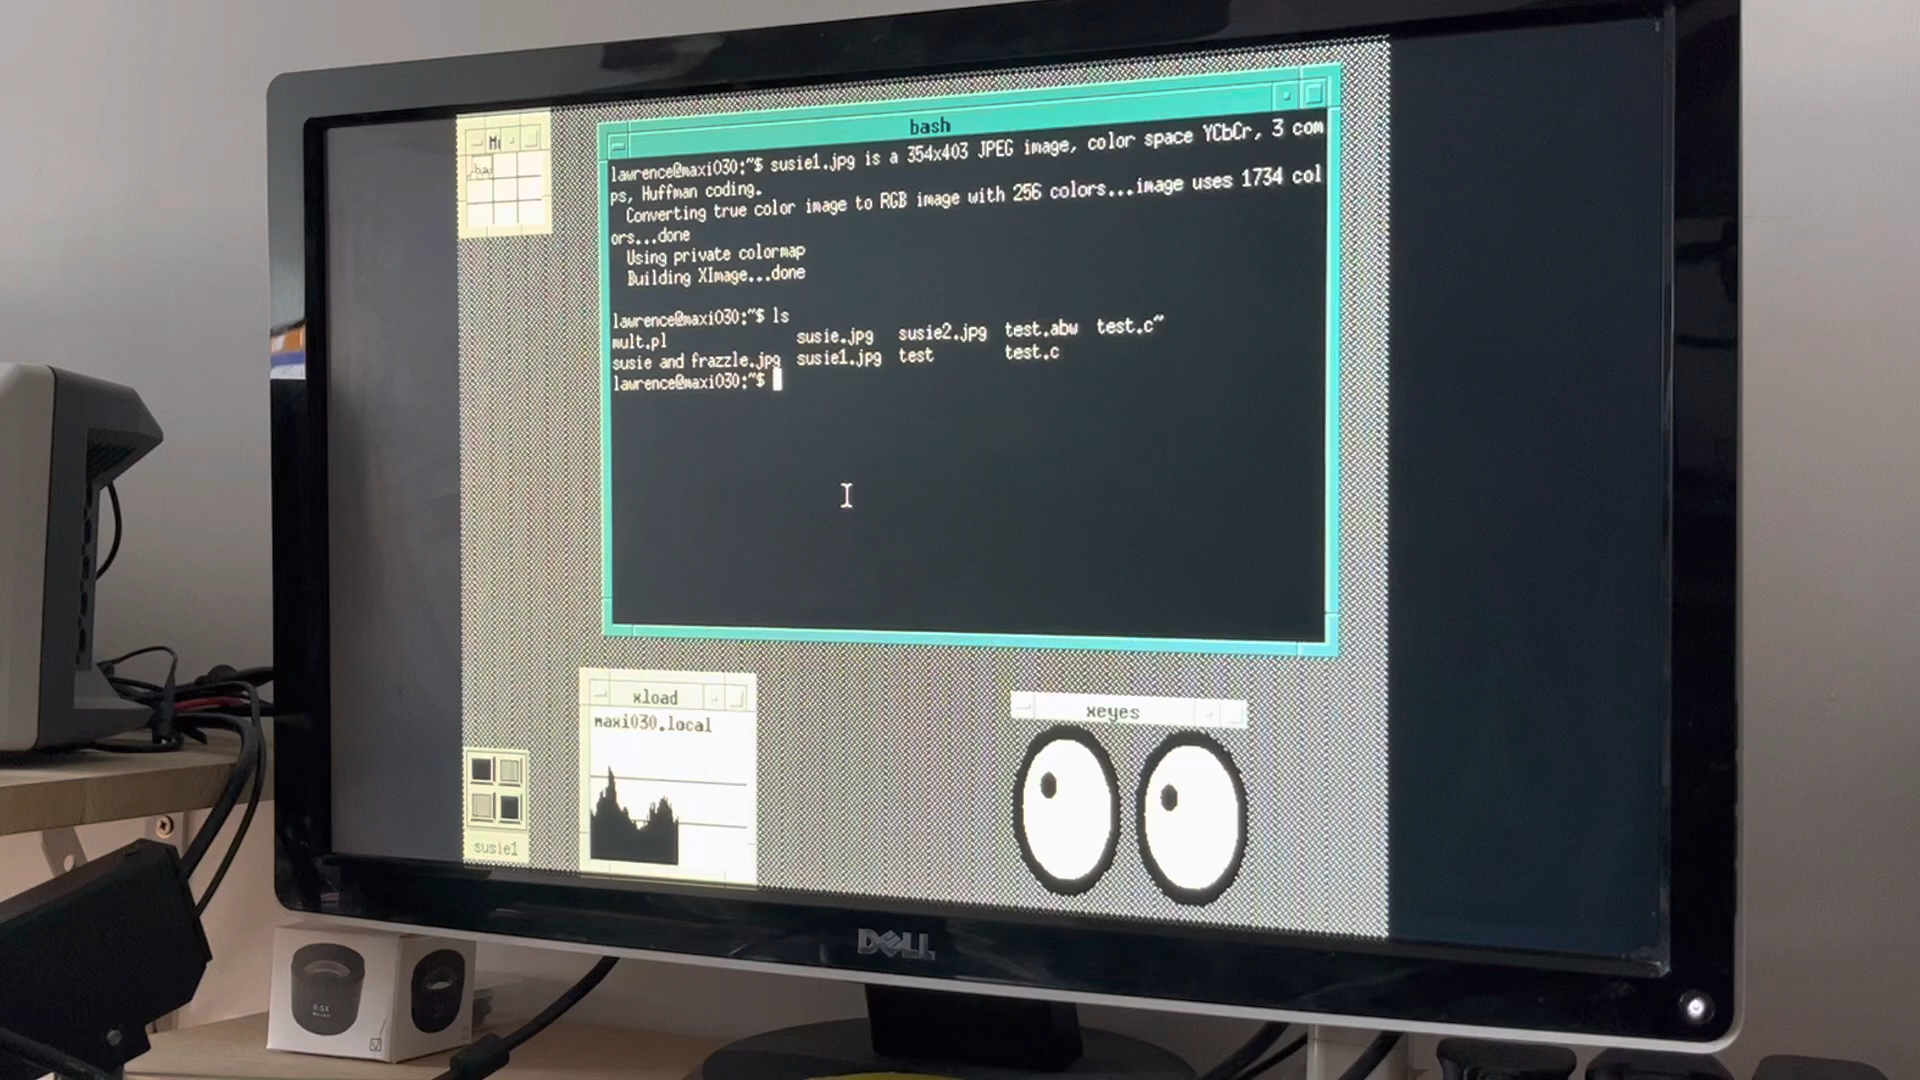 bash
lawrence@maxi030:~$ susie1.jpg is a 354x403 JPEG image, color space YCbCr, 3 com
ps, Huffman coding.
Converting true color image to RGB image with 256 colors...image uses 1734 col
ors...done
Using private colormap
Building XImage...done
lawrence@maxi030:~$ ls
mult.pl susie.jpg susie2.jpg test.abw test.c~
susie and frazzle.jpg susie1.jpg test test.c
lawrence@maxi030:~$
xload
maxi030.local
xeyes
susie1
DELL
0.5X